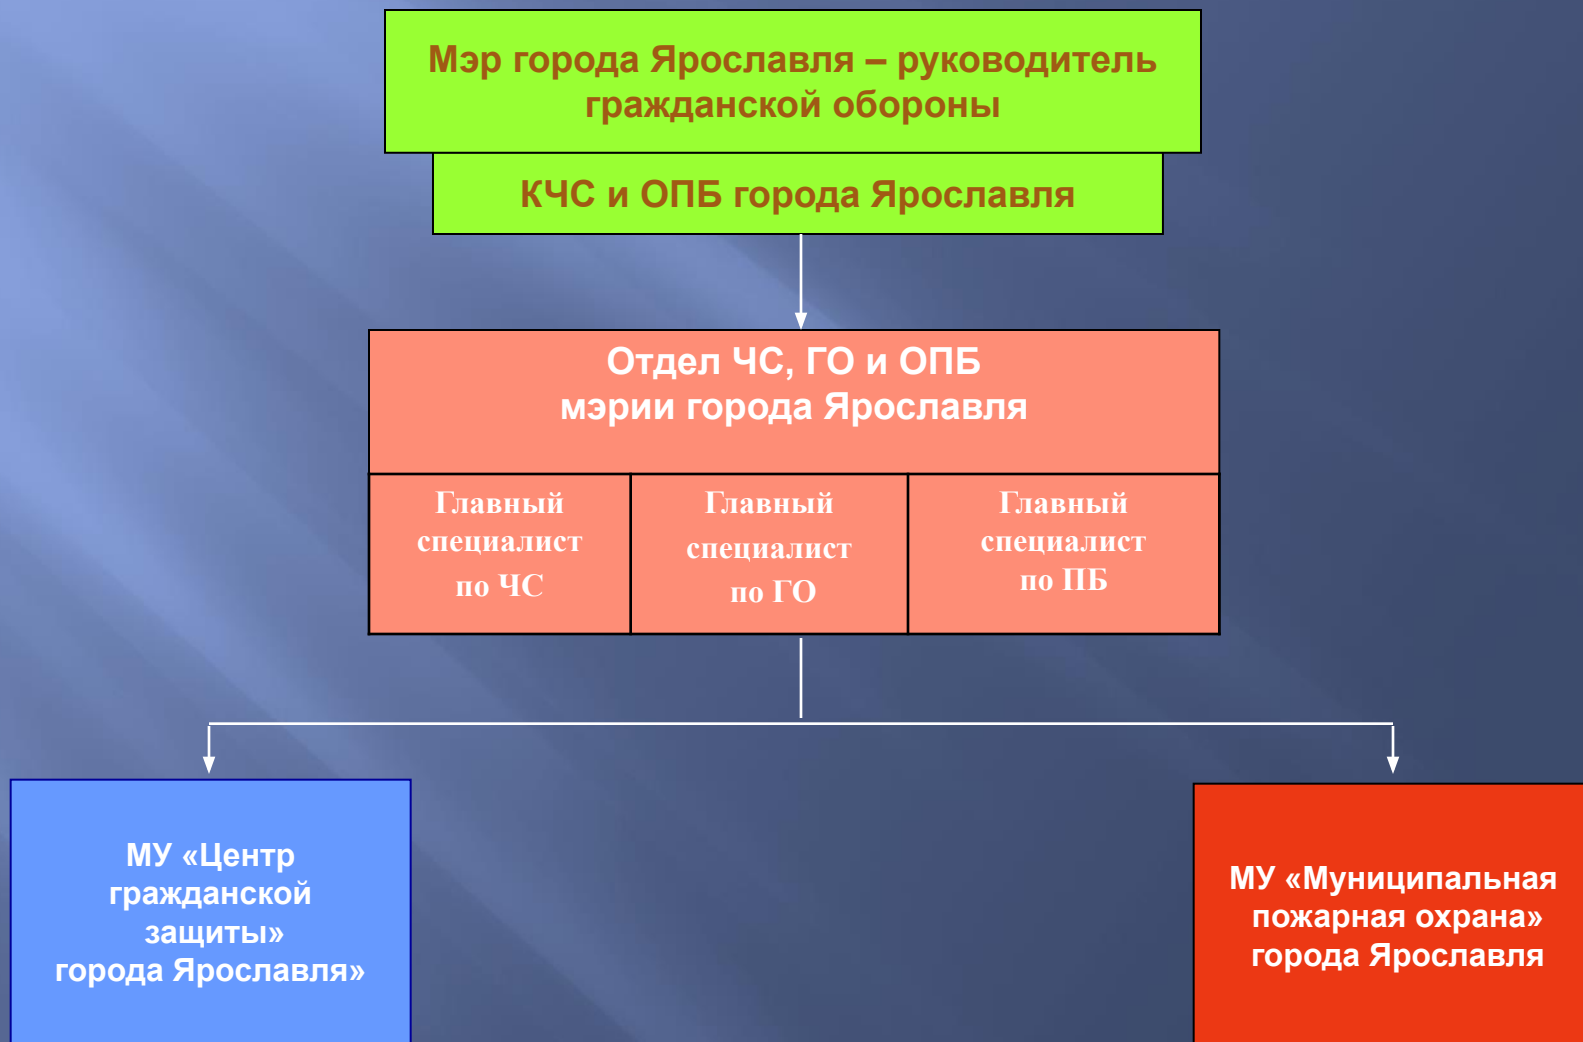 Мэр города Ярославля – руководитель
гражданской обороны
КЧС и ОПБ города Ярославля
Отдел ЧС, ГО и ОПБ
мэрии города Ярославля
Главный
специалист
по ЧС
Главный
специалист
по ГО
Главный
специалист
по ПБ
МУ «Центр
гражданской
защиты»
города Ярославля»
МУ «Муниципальная
пожарная охрана»
города Ярославля